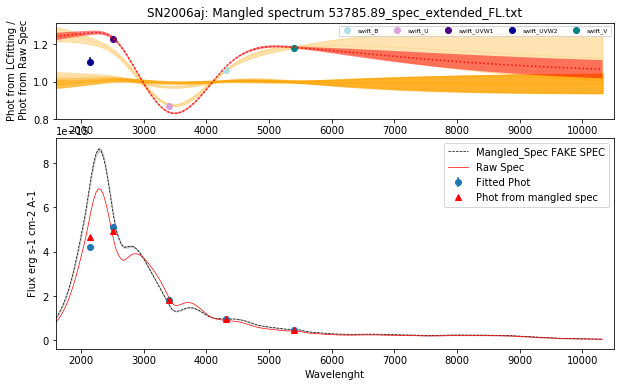 SN2006aj: Mangled spectrum 53785.89_spec_extended_FL.txt
Phot from LCfitting /
Phot from Raw Spec
1.2
1.0
0.8
swift_B
swift_U
swift_UVW1
swift_UVW2
swift_V
2000 3000 4000 5000 6000 7000 8000 9000 10000
Flux erg s-1 cm-2 A-1
8
6
4
2
0
Mangled_Spec FAKE SPEC
Raw Spec
Fitted Phot
Phot from mangled spec
2000 3000 4000 5000 6000 7000 8000 9000 10000
Wavelenght